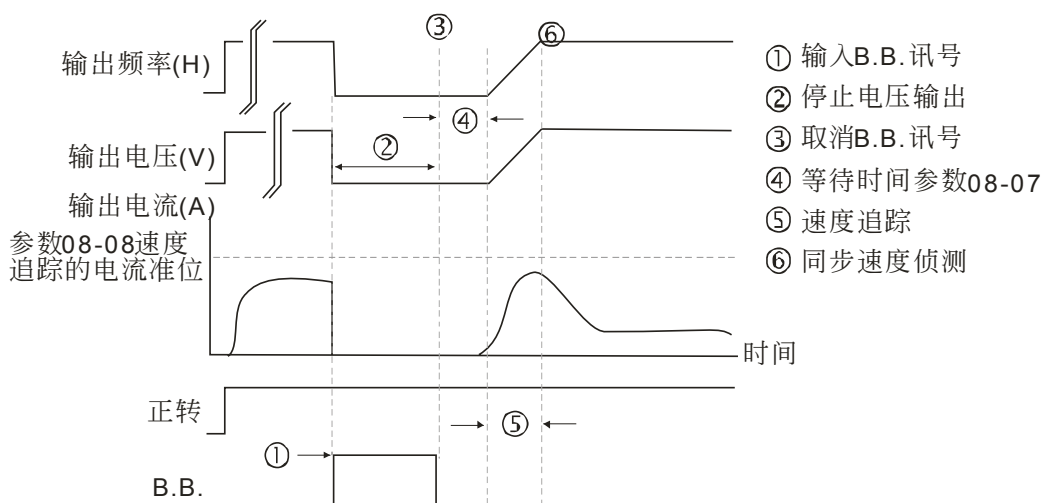 ③
⑥
输出频率(H)
④
②
输出电压(V)
输出电流(A)
参数08-08速度
追踪的电流准位
时间
正转
⑤
①
B.B.
① 输入B.B.讯号
② 停止电压输出
③ 取消B.B.讯号
④ 等待时间参数08-07
⑤ 速度追踪
⑥ 同步速度侦测